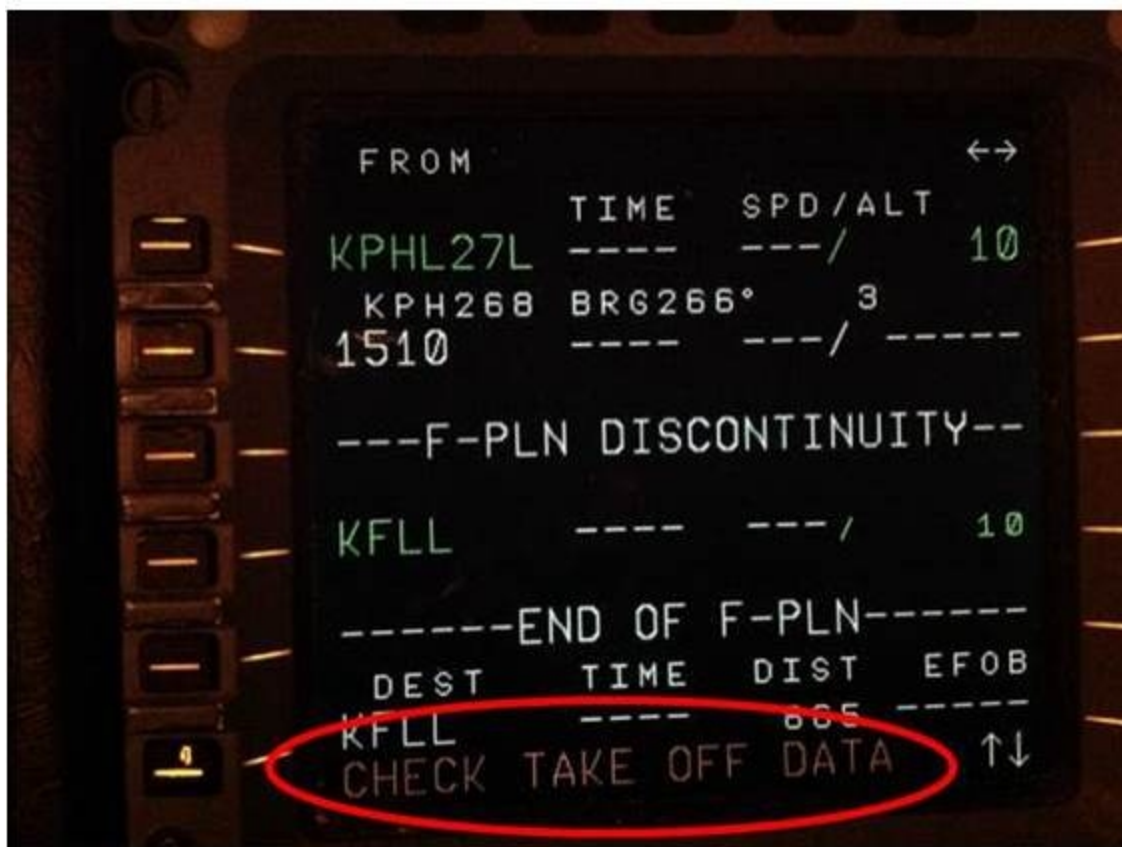 FROM ←→
TIME SPD/ALT
KPHL27L ---- ---/ 10
KPH268 BRG266° 3
1510 ---- ---/ -----
---F-PLN DISCONTINUITY--
KFLL ---- ---/ 10
------END OF F-PLN------
DEST TIME DIST EFOB
KFLL ---- 865 -----
CHECK TAKE OFF DATA ↑↓